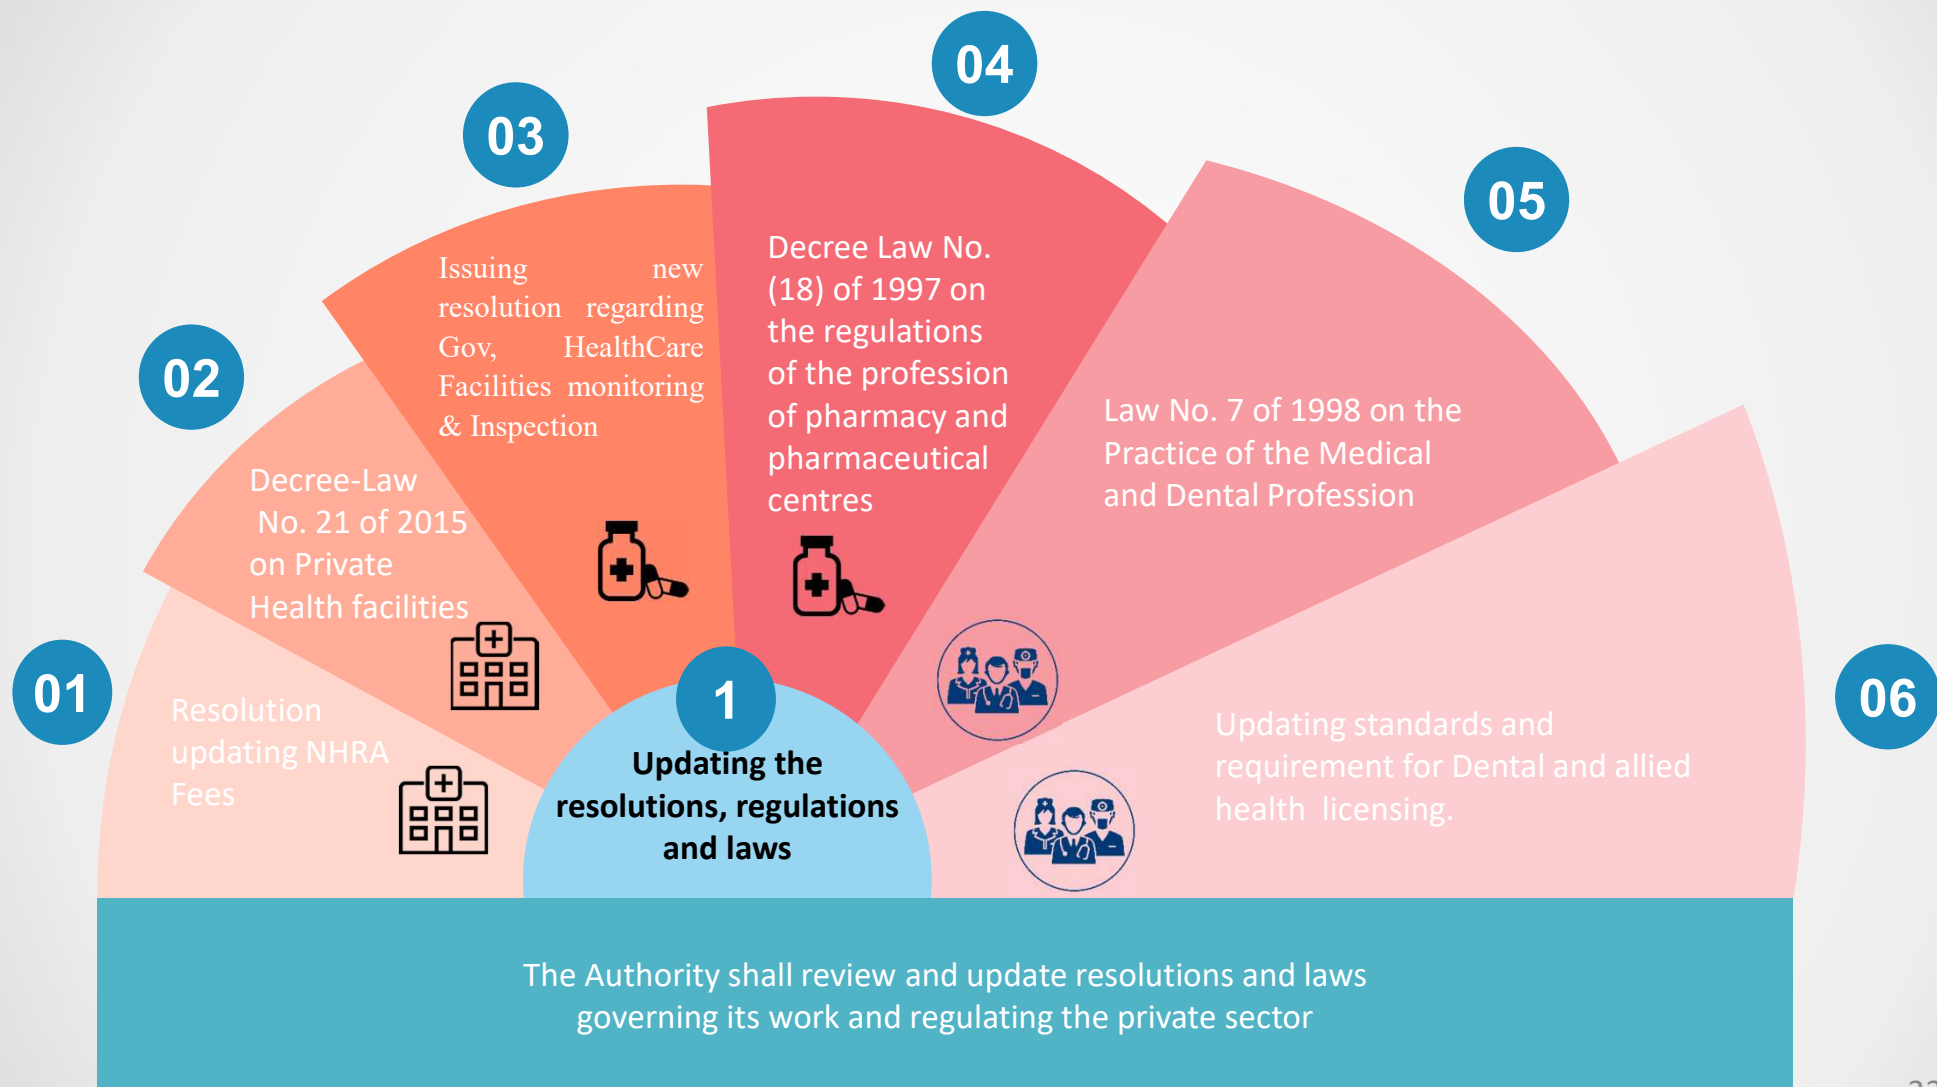 01
Resolution
updating NHRA
Fees
02
Decree-Law
No. 21 of 2015
on Private
Health facilities
03
Issuing new
resolution regarding
Gov, HealthCare
Facilities monitoring
& Inspection
04
Decree Law No.
(18) of 1997 on
the regulations
of the profession
of pharmacy and
pharmaceutical
centres
05
Law No. 7 of 1998 on the
Practice of the Medical
and Dental Profession
06
Updating standards and
requirement for Dental and allied
health licensing.
1
Updating the
resolutions, regulations
and laws
The Authority shall review and update resolutions and laws
governing its work and regulating the private sector